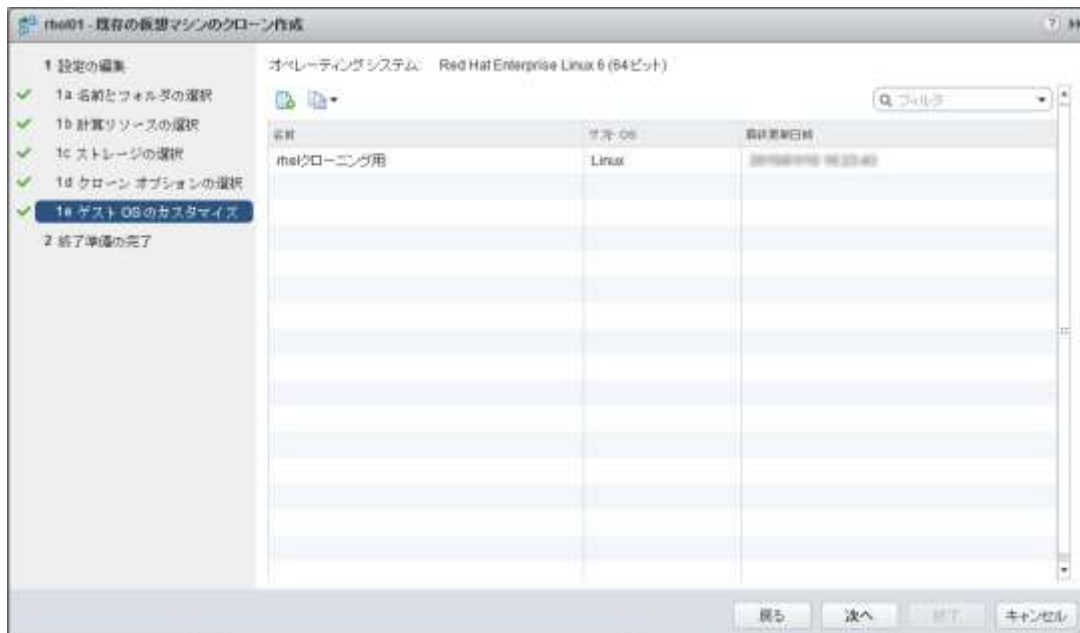 rhel01 - 既存の仮想マシンのクローン作成
1 設定の編集
1a 名前とフォルダの選択
1b 計算リソースの選択
1c ストレージの選択
1d クローン オプションの選択
1e ゲスト OS のカスタマイズ
2 終了準備の完了
オペレーティング システム: Red Hat Enterprise Linux 6 (64 ビット)
フィルタ
名前 ゲスト OS 最終更新日時
rhelクローニング用 Linux
戻る 次へ 終了 キャンセル